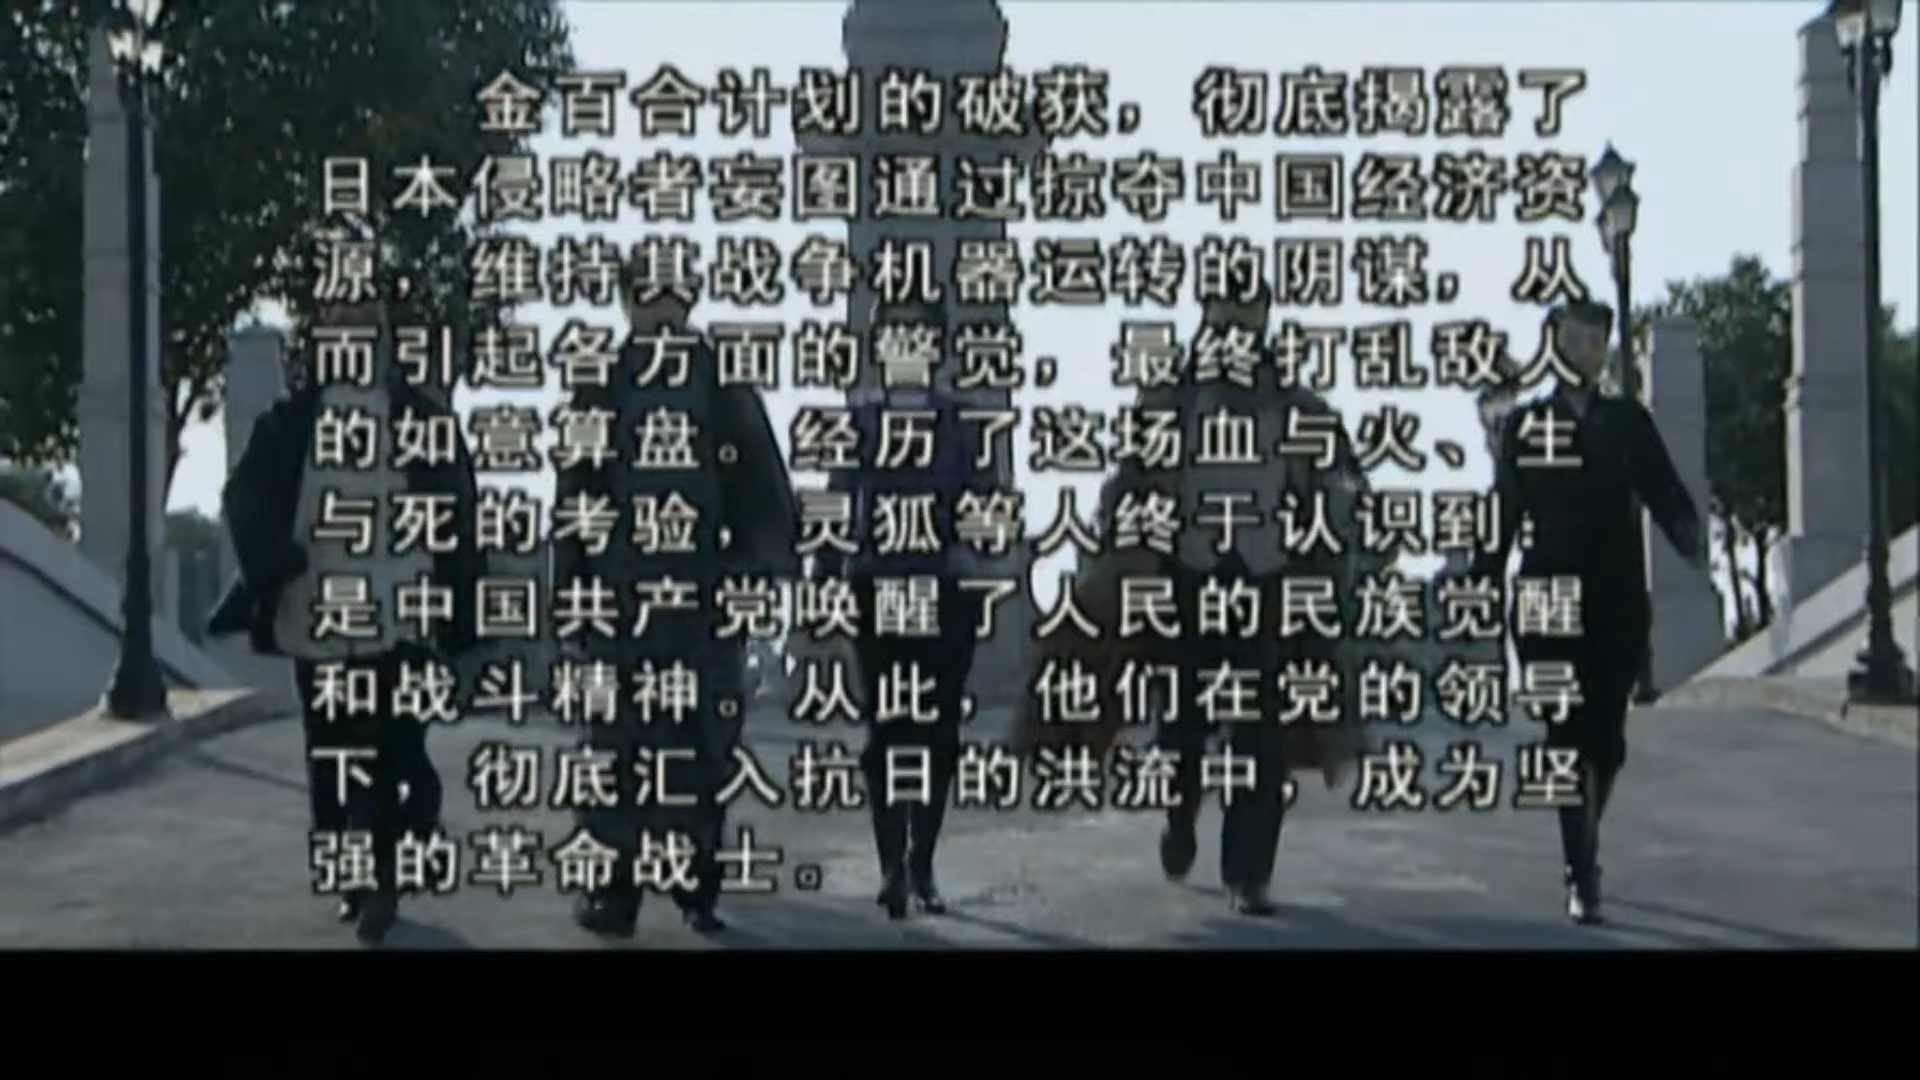 金百合计划的破获，彻底揭露了
日本侵略者妄图通过掠夺中国经济资
源，维持其战争机器运转的阴谋，从
而引起各方面的警觉，最终打乱敌人
的如意算盘。经历了这场血与火、生
与死的考验，灵狐等人终于认识到：
是中国共产党唤醒了人民的民族觉醒
和战斗精神。从此，他们在党的领导
下，彻底汇入抗日的洪流中，成为坚
强的革命战士。